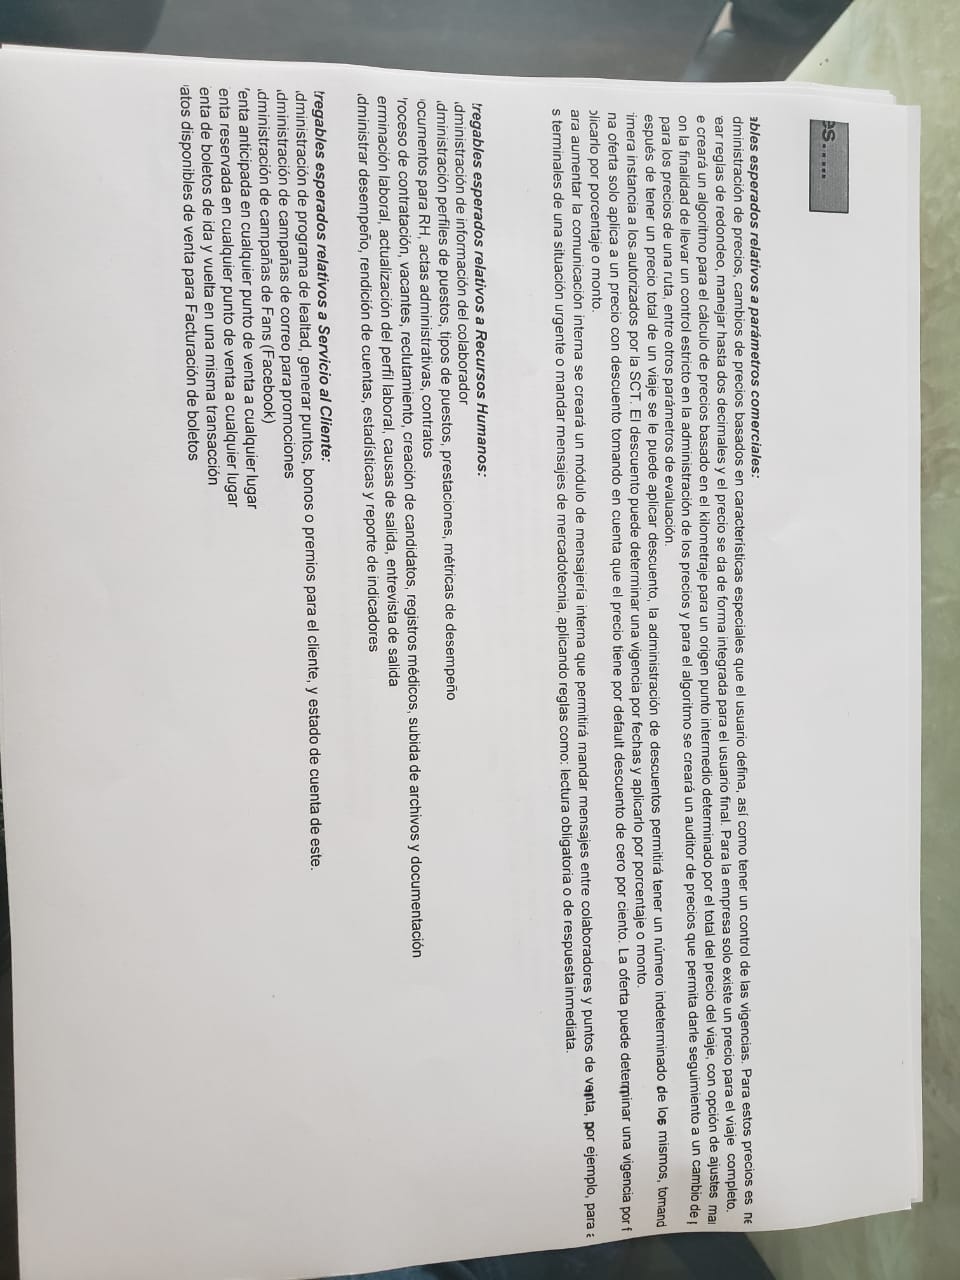 es.....
ables esperados relativos a parámetros comerciales:
dministración de precios, cambios de precios basados en características especiales que el usuario defina, así como tener un control de las vigencias. Para estos precios es ne
ear reglas de redondeo, manejar hasta dos decimales y el precio se da de forma integrada para el usuario final. Para la empresa solo existe un precio para el viaje completo.
e creará un algoritmo para el cálculo de precios basado en el kilometraje para un origen punto intermedio determinado por el total del precio del viaje, con opción de ajustes ma
on la finalidad de llevar un control estricto en la administración de los precios y para el algoritmo se creará un auditor de precios que permita darle seguimiento a un cambio de
para los precios de una ruta, entre otros parámetros de evaluación.
espués de tener un precio total de un viaje se le puede aplicar descuento, la administración de descuentos permitirá tener un número indeterminado de los mismos, tomand
imera instancia a los autorizados por la SCT. El descuento puede determinar una vigencia por fechas y aplicarlo por porcentaje o monto.
na oferta solo aplica a un precio con descuento tomando en cuenta que el precio tiene por default descuento de cero por ciento. La oferta puede determinar una vigencia por f
plicarlo por porcentaje o monto.
ara aumentar la comunicación interna se creará un módulo de mensajería interna que permitirá mandar mensajes entre colaboradores y puntos de venta, por ejemplo, para a
s terminales de una situación urgente o mandar mensajes de mercadotecnia, aplicando reglas como: lectura obligatoria o de respuesta inmediata.
tregables esperados relativos a Recursos Humanos:
dministración de información del colaborador
dministración perfiles de puestos, tipos de puestos, prestaciones, métricas de desempeño
ocumentos para RH, actas administrativas, contratos
roceso de contratación, vacantes, reclutamiento, creación de candidatos, registros médicos, subida de archivos y documentación
erminación laboral, actualización del perfil laboral, causas de salida, entrevista de salida
dministrar desempeño, rendición de cuentas, estadísticas y reporte de indicadores
tregables esperados relativos a Servicio al Cliente:
dministración de programa de lealtad, generar puntos, bonos o premios para el cliente, y estado de cuenta de este.
dministración de campañas de correo para promociones
dministración de campañas de Fans (Facebook)
enta anticipada en cualquier punto de venta a cualquier lugar
enta reservada en cualquier punto de venta a cualquier lugar
enta de boletos de ida y vuelta en una misma transacción
atos disponibles de venta para Facturación de boletos